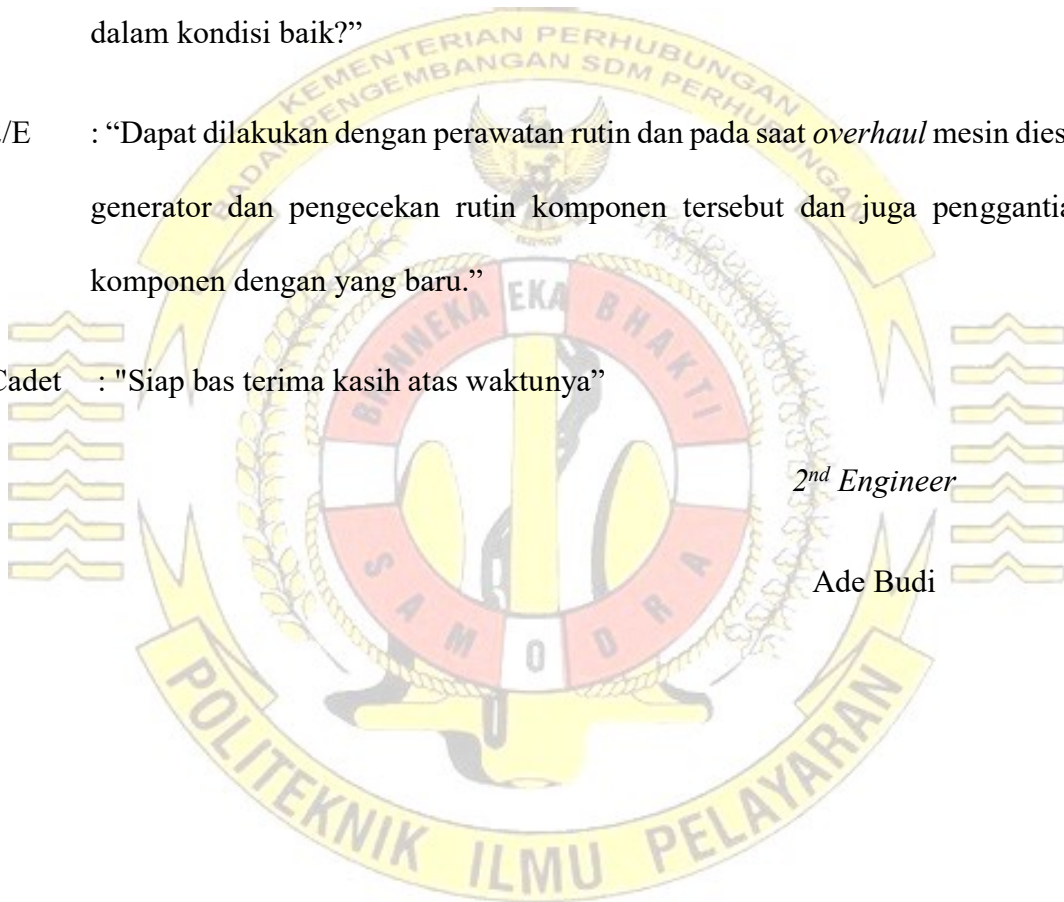 dalam kondisi baik?”
/E : “Dapat dilakukan dengan perawatan rutin dan pada saat overhaul mesin dies
generator dan pengecekan rutin komponen tersebut dan juga pengganti
komponen dengan yang baru.”
Cadet : "Siap bas terima kasih atas waktunya”
2nd Engineer
Ade Budi
KEMENTERIAN PERHUBUNGAN
BADAN PENGEMBANGAN SDM PERHUBUNGAN
BHINNEKA EKA BHAKTI
SAMODRA
POLITEKNIK ILMU PELAYARAN